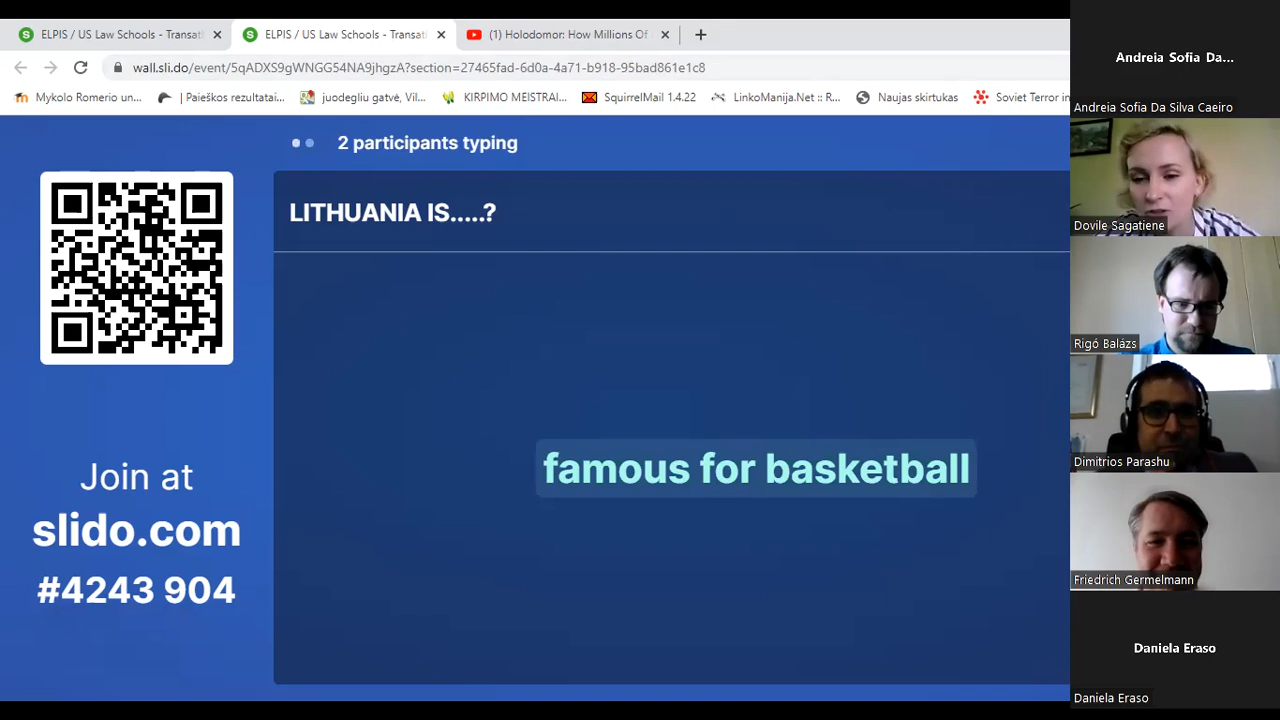 ELPIS / US Law Schools - Transat
ELPIS / US Law Schools - Transat
(1) Holodomor: How Millions Of
wall.sli.do/event/5qADXS9gWNGG54NA9jhgzA?section=27465fad-6d0a-4a71-b918-95bad861e1c8
Mykolo Romerio un...
| Paieškos rezultatai...
juodegliu gatvė, Vil...
KIRPIMO MEISTRAI...
SquirrelMail 1.4.22
LinkoManija.Net :: R...
Naujas skirtukas
Soviet Terror in
2 participants typing
LITHUANIA IS.....?
famous for basketball
Join at
slido.com
#4243 904
Andreia Sofia Da...
Andreia Sofia Da Silva Caeiro
Dovile Sagatiene
Rigó Balázs
Dimitrios Parashu
Friedrich Germelmann
Daniela Eraso
Daniela Eraso